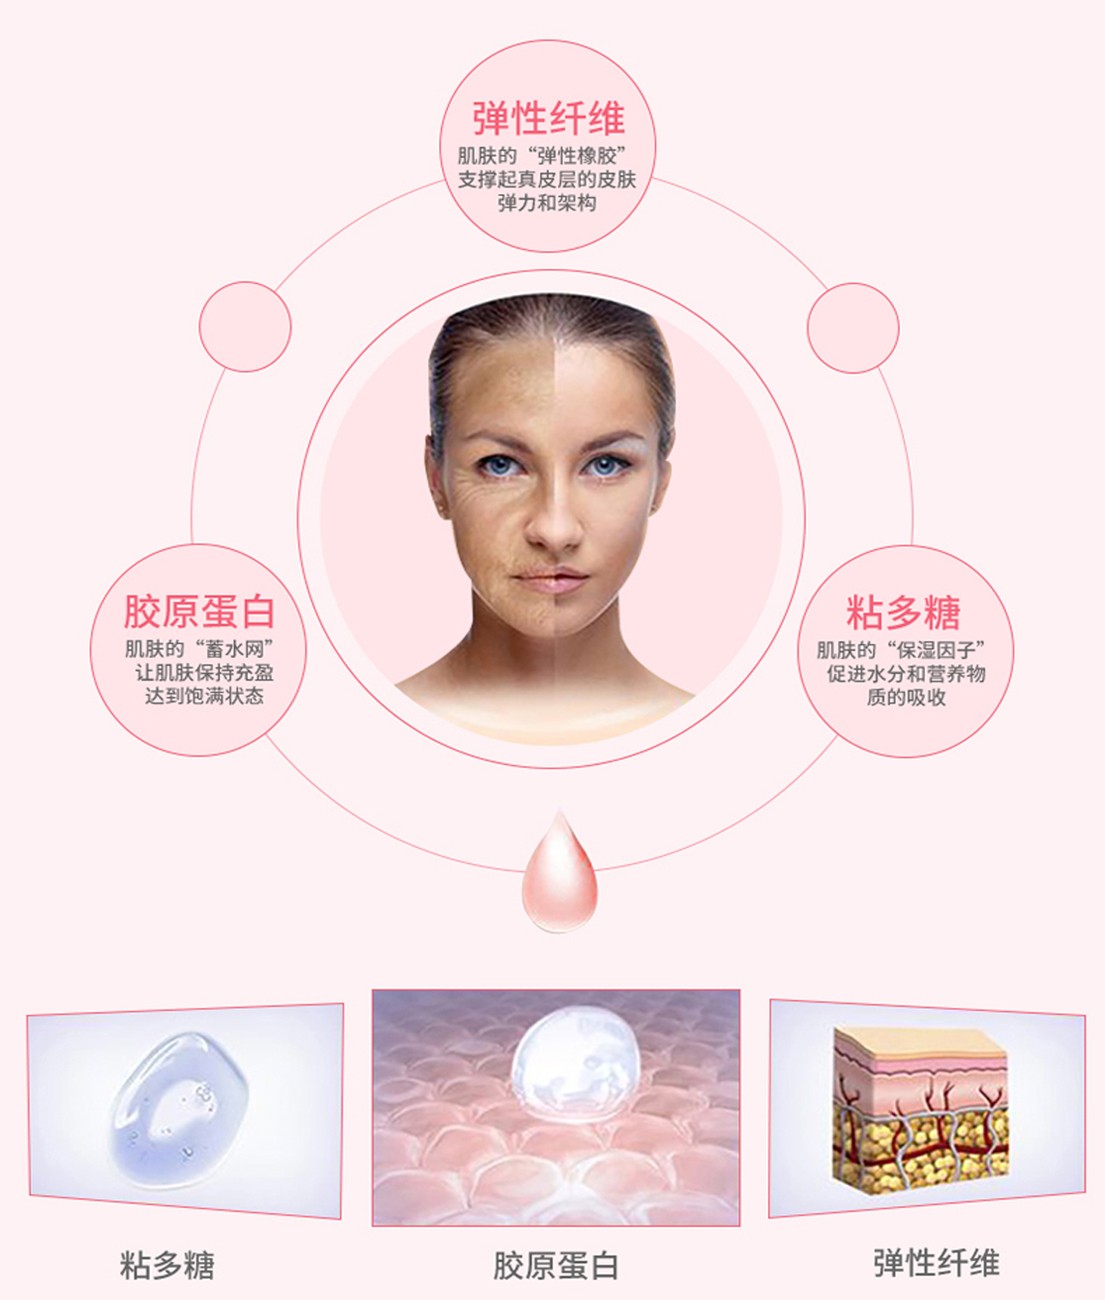 弹性纤维
肌肤的“弹性橡胶”
支撑起真皮层的皮肤
弹力和架构
胶原蛋白
肌肤的“蓄水网”
让肌肤保持充盈
达到饱满状态
粘多糖
肌肤的“保湿因子”
促进水分和营养物
质的吸收
粘多糖
胶原蛋白
弹性纤维